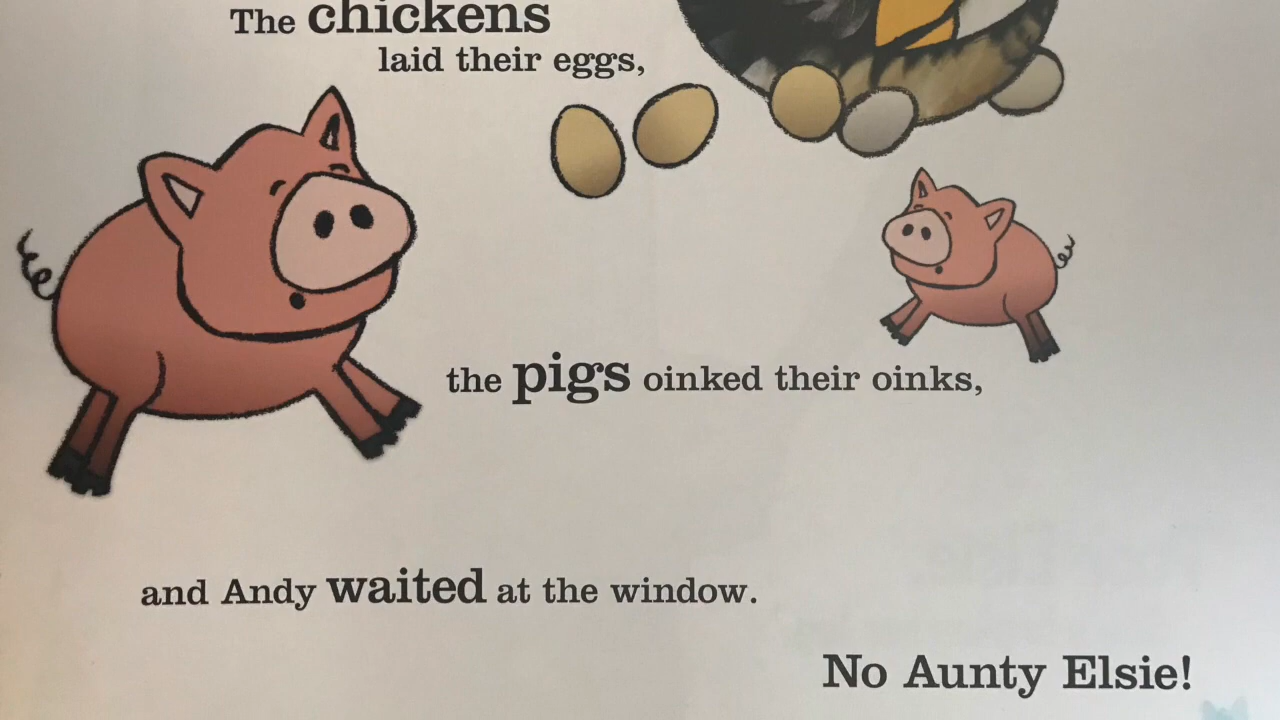 The chickens
laid their eggs,
the pigs oinked their oinks,
and Andy waited at the window.
No Aunty Elsie!